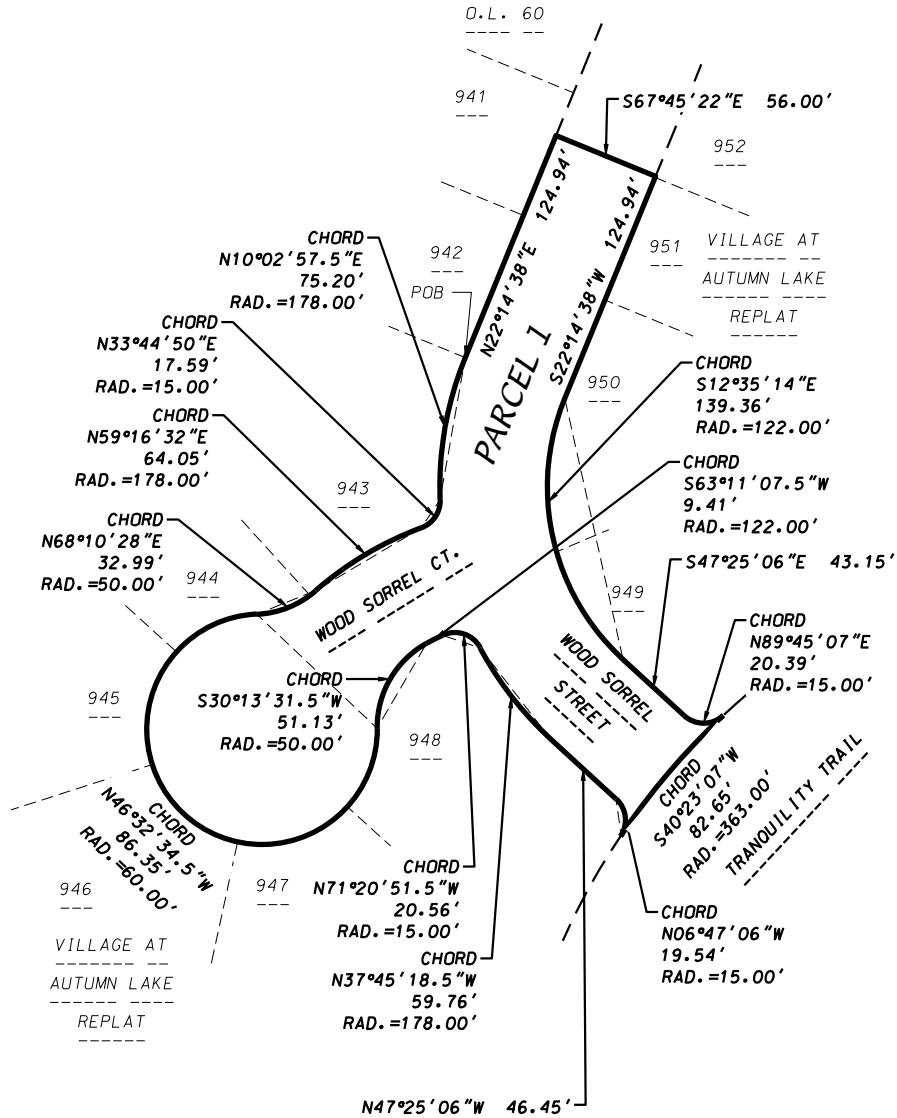 O.L. 60
941
S67°45'22"E 56.00'
952
124.94'
124.94'
CHORD
N10°02'57.5"E
75.20'
RAD.=178.00'
942
POB
N22°14'38"E
S22°14'38"W
951
VILLAGE AT
AUTUMN LAKE
REPLAT
CHORD
N33°44'50"E
17.59'
RAD.=15.00'
PARCEL 1
950
CHORD
S12°35'14"E
139.36'
RAD.=122.00'
CHORD
N59°16'32"E
64.05'
RAD.=178.00'
943
CHORD
S63°11'07.5"W
9.41'
RAD.=122.00'
CHORD
N68°10'28"E
32.99'
RAD.=50.00'
944
WOOD SORREL CT.
S47°25'06"E 43.15'
949
CHORD
N89°45'07"E
20.39'
RAD.=15.00'
WOOD SORREL
STREET
945
CHORD
S30°13'31.5"W
51.13'
RAD.=50.00'
948
CHORD
S40°23'07"W
82.65'
RAD.=363.00'
TRANQUILITY TRAIL
CHORD
N46°32'34.5"W
86.35'
RAD.=60.00'
946
947
CHORD
N71°20'51.5"W
20.56'
RAD.=15.00'
CHORD
N06°47'06"W
19.54'
RAD.=15.00'
VILLAGE AT
AUTUMN LAKE
REPLAT
CHORD
N37°45'18.5"W
59.76'
RAD.=178.00'
N47°25'06"W 46.45'